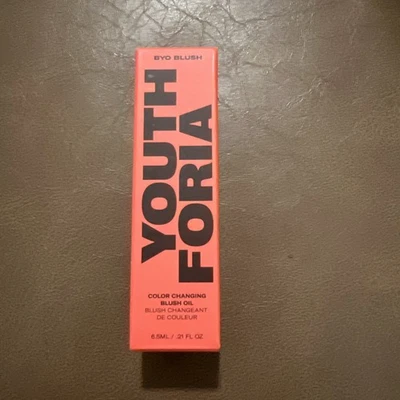 BYO BLUSH
YOUTH
FORIA
COLOR CHANGING
BLUSH OIL
BLUSH CHANGEANT
DE COULEUR
6.5ML / .21 FL OZ